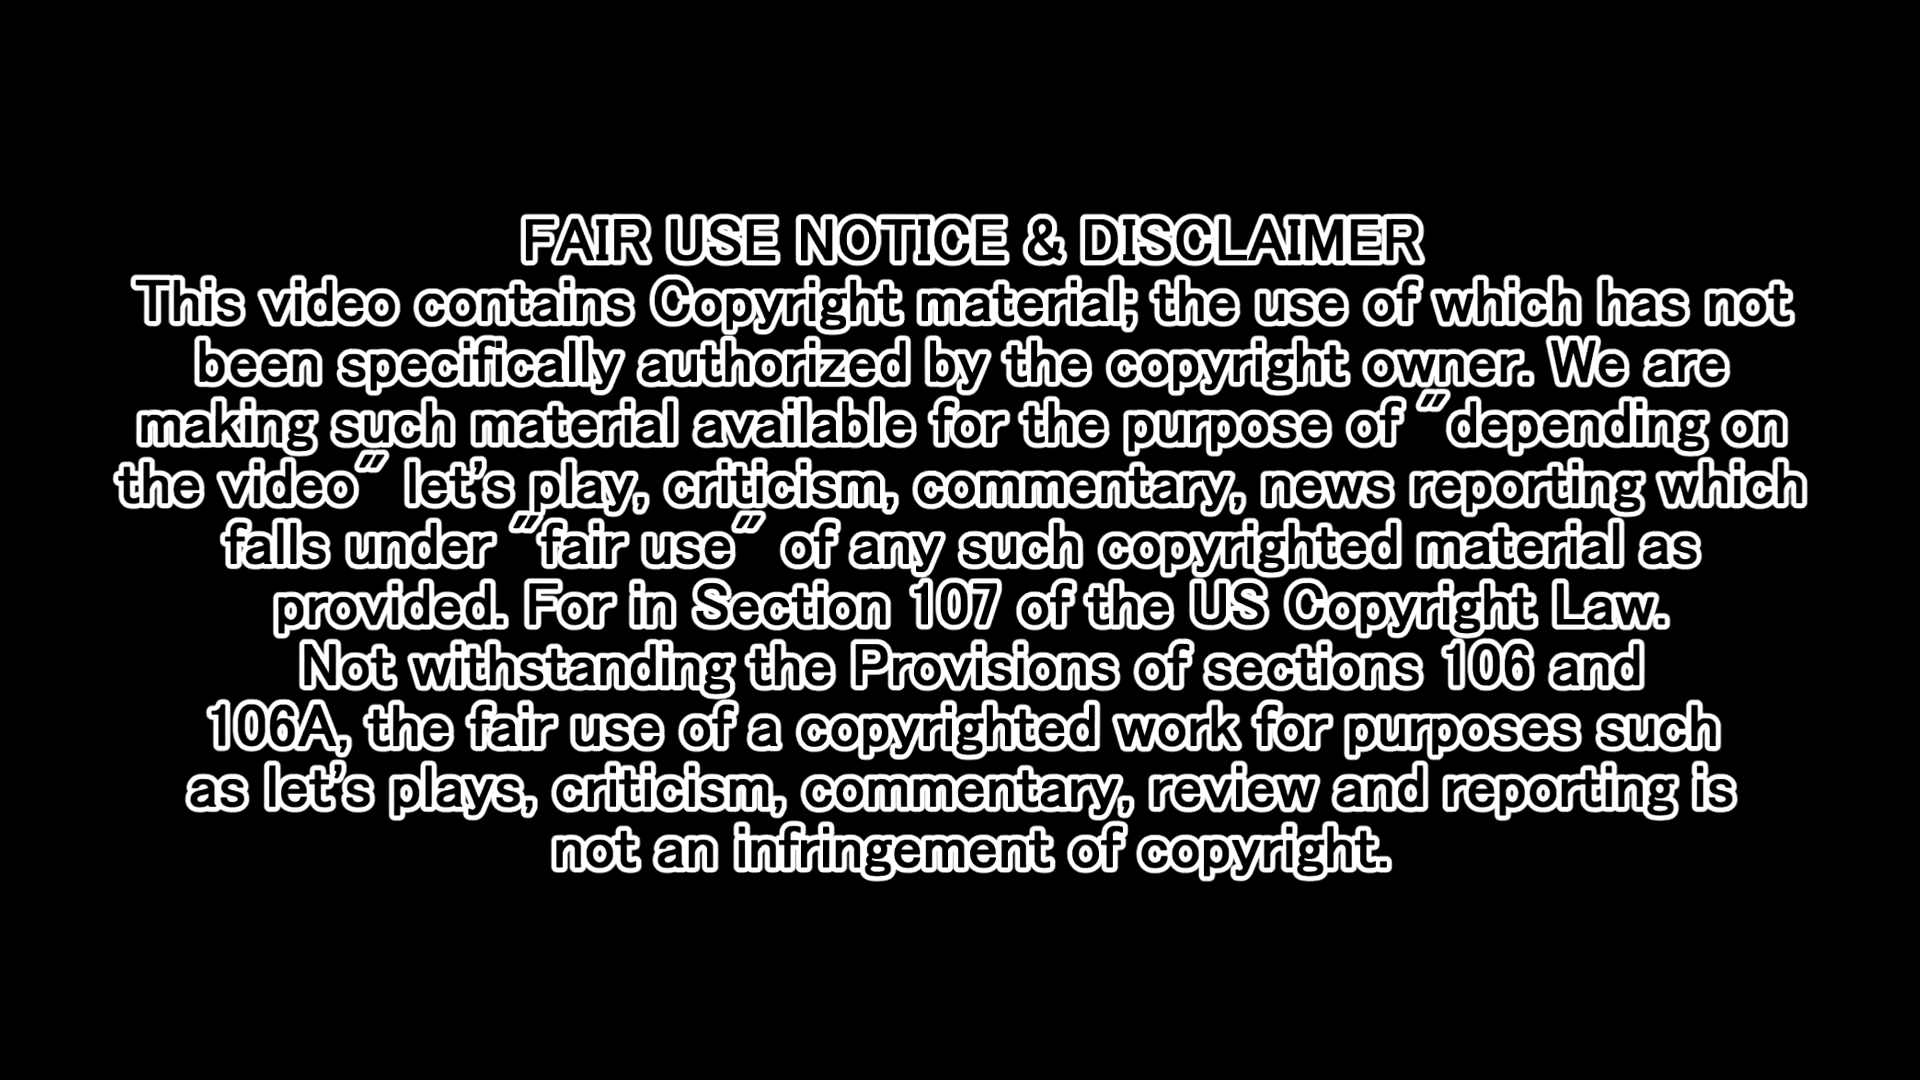 FAIR USE NOTICE & DISCLAIMER
This video contains Copyright material; the use of which has not
been specifically authorized by the copyright owner. We are
making such material available for the purpose of "depending on
the video" let's play, criticism, commentary, news reporting which
falls under "fair use" of any such copyrighted material as
provided. For in Section 107 of the US Copyright Law.
Not withstanding the Provisions of sections 106 and
106A, the fair use of a copyrighted work for purposes such
as let's plays, criticism, commentary, review and reporting is
not an infringement of copyright.